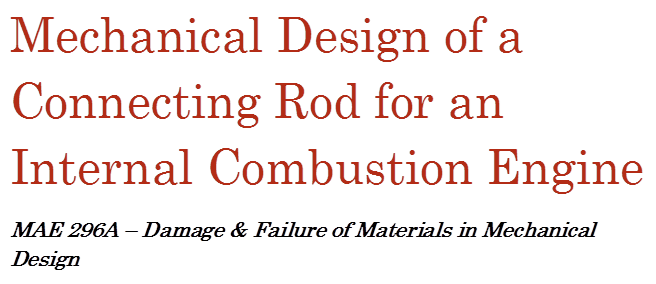 Mechanical Design of a
Connecting Rod for an
Internal Combustion Engine
MAE 296A – Damage & Failure of Materials in Mechanical
Design